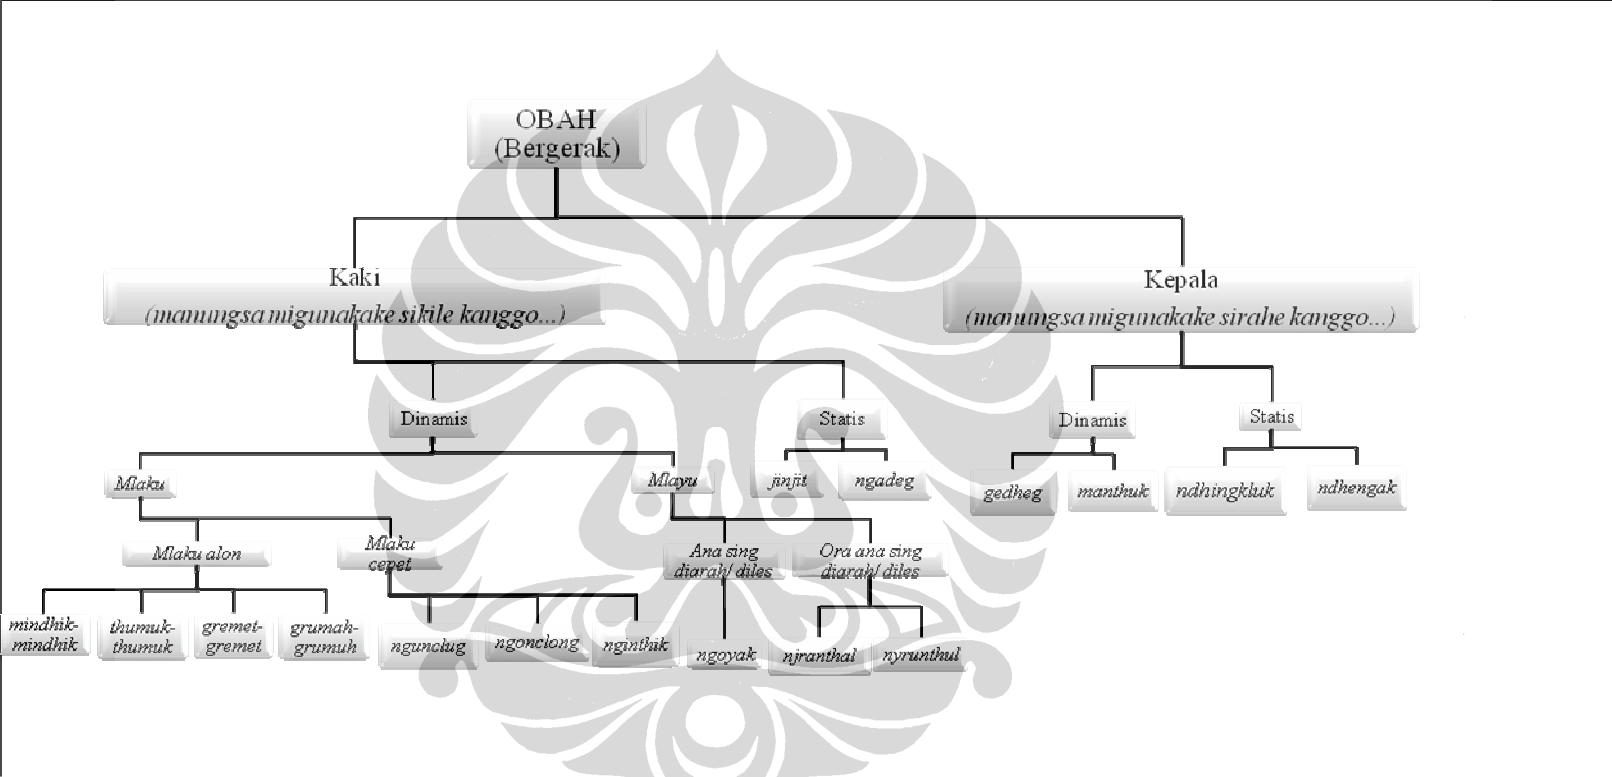 OBAH
(Bergerak)
Kaki
(manungsa migunakake sikile kanggo...)
Kepala
(manungsa migunakake sirahe kanggo...)
Dinamis
Statis
Dinamis
Statis
Mlaku
Mlayu
jinjit
ngadeg
gedheg
manthuk
ndhingkluk
ndhengak
Mlaku alon
Mlaku
cepet
Ana sing
diarah/ diles
Ora ana sing
diarah/ diles
mindhik-
mindhik
thumuk-
thumuk
gremet-
gremet
grumah-
grumuh
ngunclug
ngonclong
nginthik
ngoyak
njranthal
nyrunthul